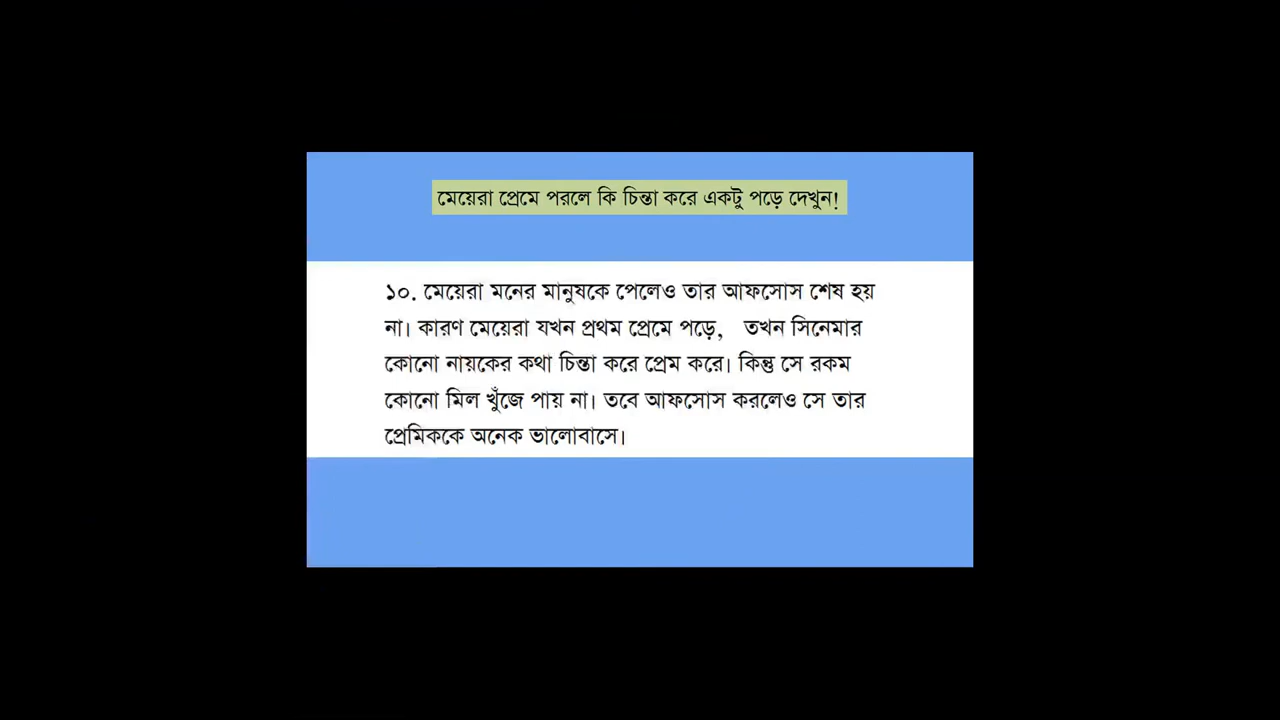 মেয়েরা প্রেমে পরলে কি চিন্তা করে একটু পড়ে দেখুন!
১০. মেয়েরা মনের মানুষকে পেলেও তার আফসোস শেষ হয়
না। কারণ মেয়েরা যখন প্রথম প্রেমে পড়ে, তখন সিনেমার
কোনো নায়কের কথা চিন্তা করে প্রেম করে। কিন্তু সে রকম
কোনো মিল খুঁজে পায় না। তবে আফসোস করলেও সে তার
প্রেমিককে অনেক ভালোবাসে।